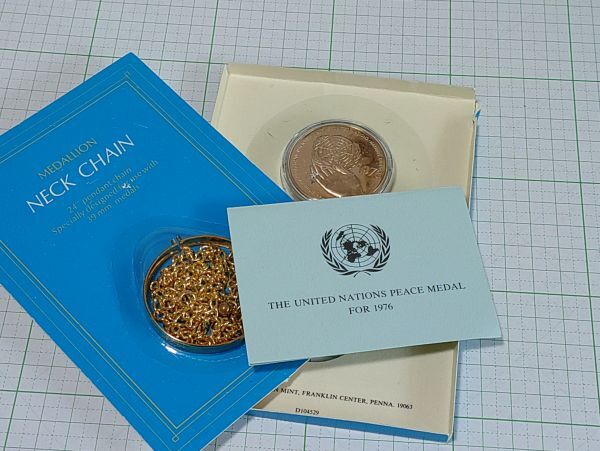 MEDALLION
NECK CHAIN
24" pendant chain
Specially designed for use with
39 mm. medals
THE UNITED NATIONS PEACE MEDAL
FOR 1976
MINT, FRANKLIN CENTER, PENNA. 19063
D104529